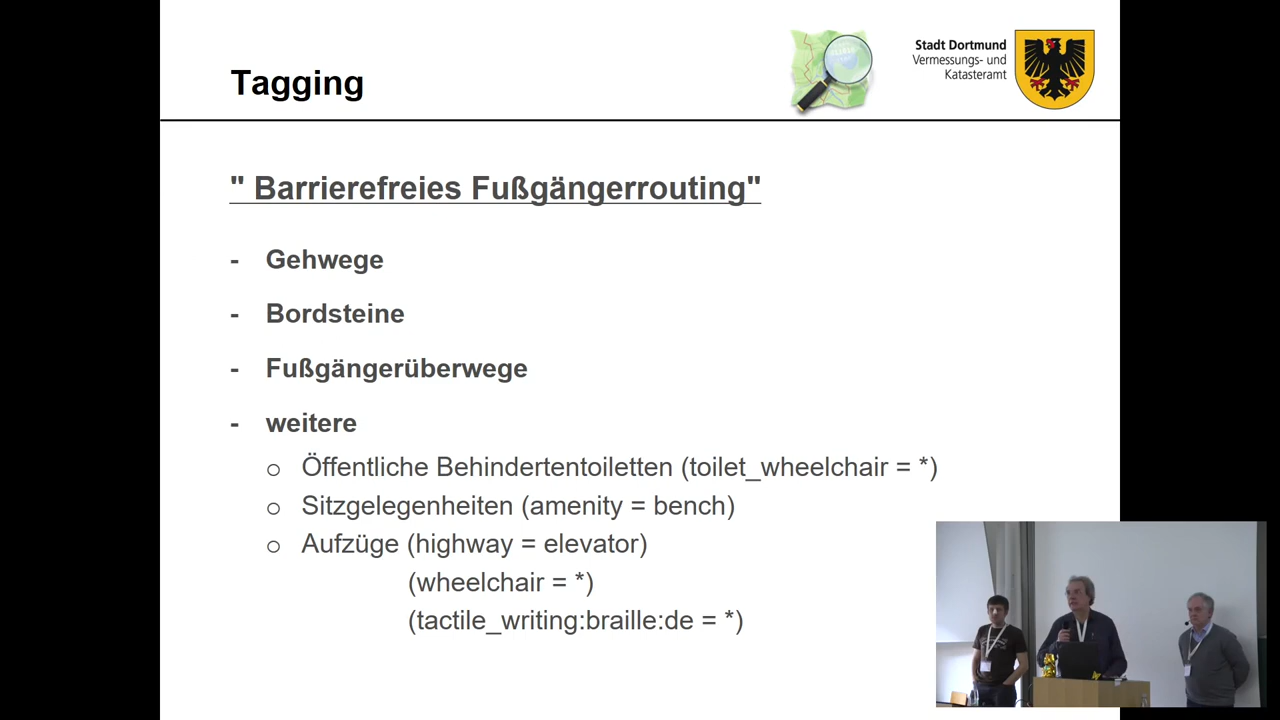 Tagging
Stadt Dortmund
Vermessungs- und
Katasteramt
" Barrierefreies Fußgängerrouting"
- Gehwege
- Bordsteine
- Fußgängerüberwege
- weitere
o Öffentliche Behindertentoiletten (toilet_wheelchair = *)
o Sitzgelegenheiten (amenity = bench)
o Aufzüge (highway = elevator)
(wheelchair = *)
(tactile_writing:braille:de = *)